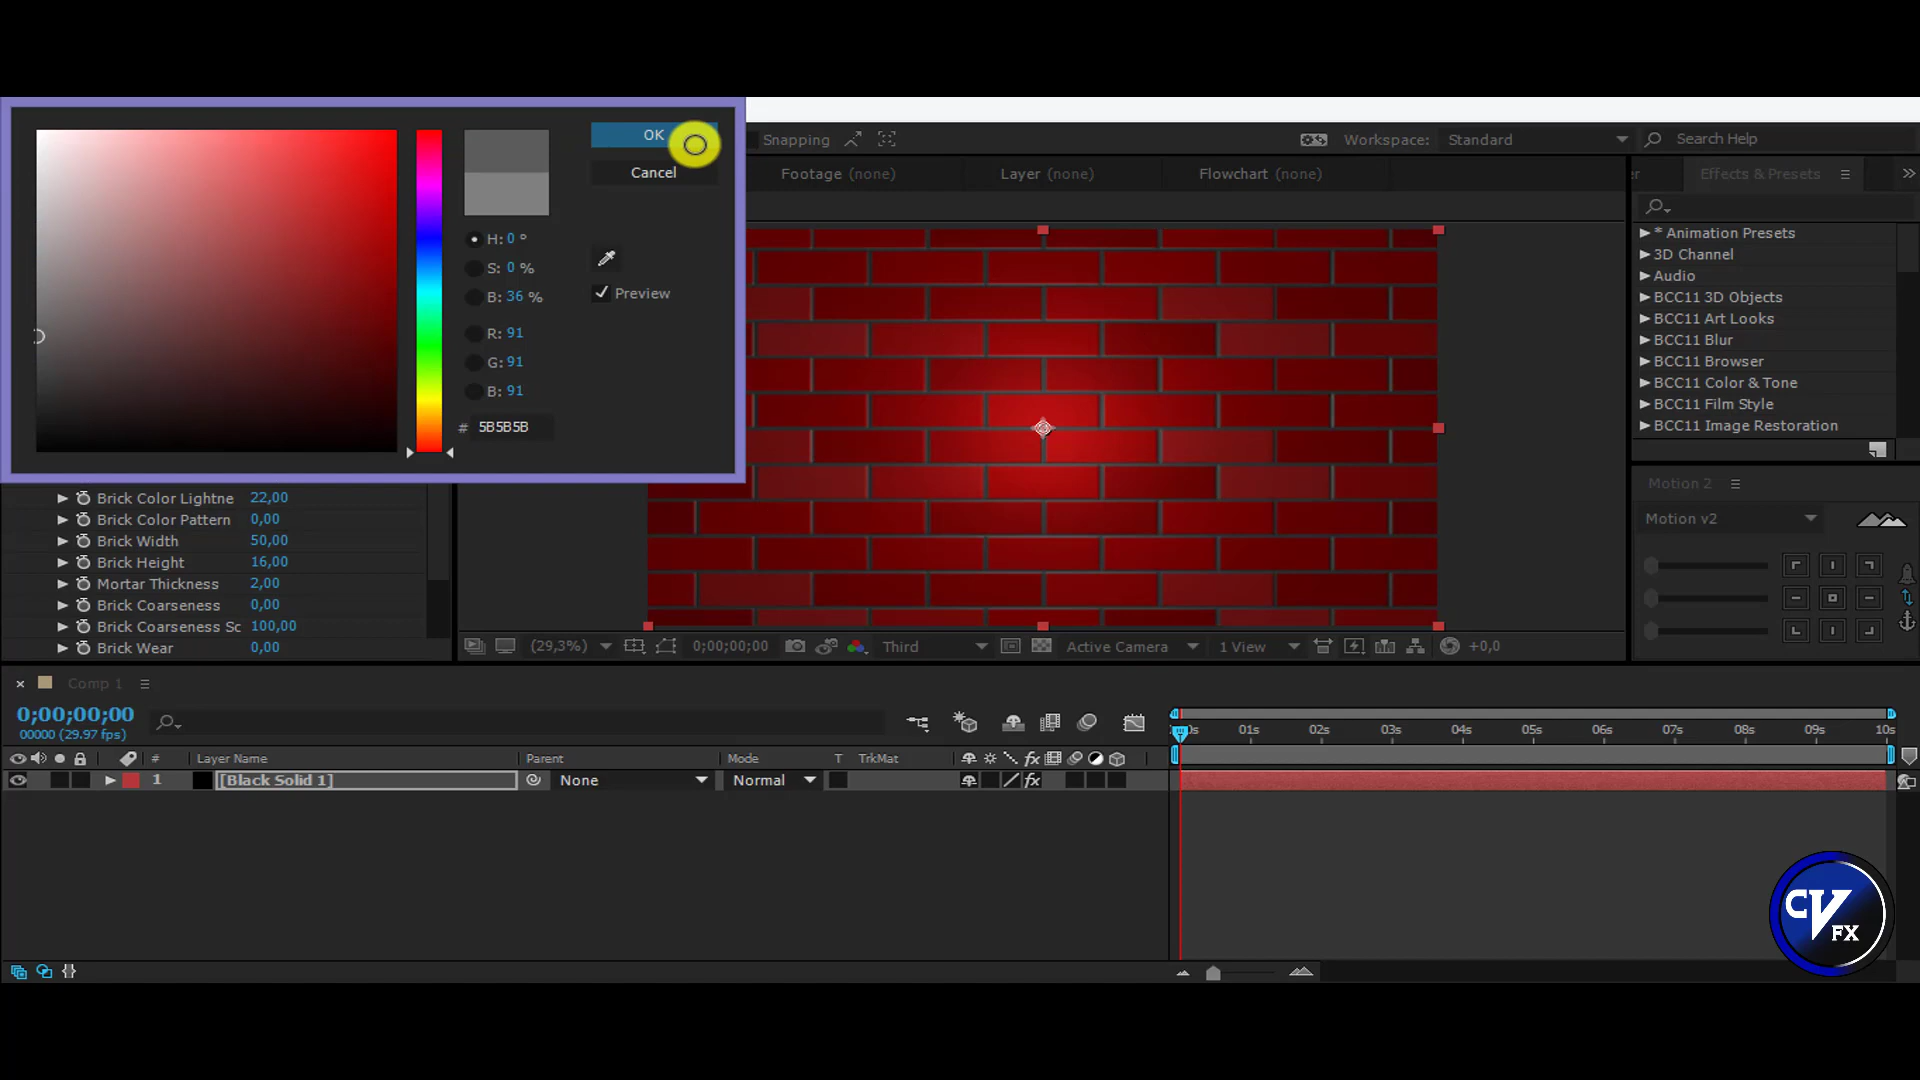 OK
Cancel
H: 0 °
S: 0 %
B: 36 %
Preview
R: 91
G: 91
B: 91
# 5B5B5B
Snapping
Workspace: Standard
Search Help
Footage (none)
Layer (none)
Flowchart (none)
Effects & Presets
* Animation Presets
3D Channel
Audio
BCC11 3D Objects
BCC11 Art Looks
BCC11 Blur
BCC11 Browser
BCC11 Color & Tone
BCC11 Film Style
BCC11 Image Restoration
Motion 2
Motion v2
Brick Color Lightne 22,00
Brick Color Pattern 0,00
Brick Width 50,00
Brick Height 16,00
Mortar Thickness 2,00
Brick Coarseness 0,00
Brick Coarseness Sc 100,00
Brick Wear 0,00
(29,3%) 0;00;00;00 Third Active Camera 1 View +0,0
Comp 1
0;00;00;00
00000 (29.97 fps)
01s 02s 03s 04s 05s 06s 07s 08s 09s 10s
# Layer Name Parent Mode T TrkMat
1 [Black Solid 1] None Normal
CV
FX